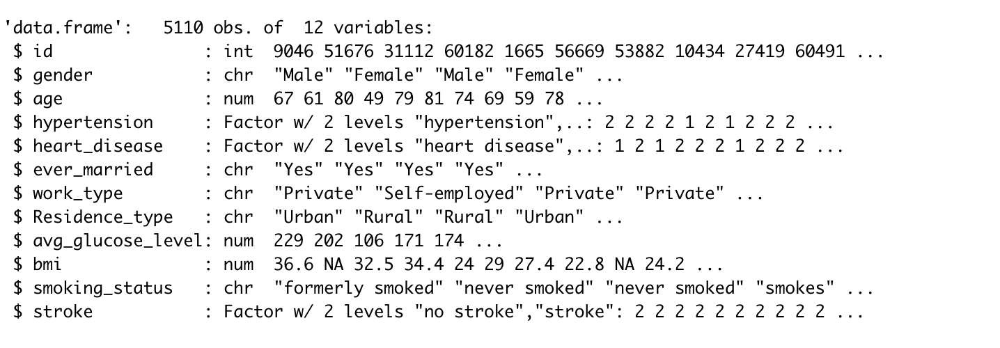 'data.frame':   5110 obs. of  12 variables:
 $ id               : int  9046 51676 31112 60182 1665 56669 53882 10434 27419 60491 ...
 $ gender           : chr  "Male" "Female" "Male" "Female" ...
 $ age              : num  67 61 80 49 79 81 74 69 59 78 ...
 $ hypertension     : Factor w/ 2 levels "hypertension",..: 2 2 2 2 1 2 1 2 2 2 ...
 $ heart_disease    : Factor w/ 2 levels "heart disease",..: 1 2 1 2 2 2 1 2 2 2 ...
 $ ever_married     : chr  "Yes" "Yes" "Yes" "Yes" ...
 $ work_type        : chr  "Private" "Self-employed" "Private" "Private" ...
 $ Residence_type   : chr  "Urban" "Rural" "Rural" "Urban" ...
 $ avg_glucose_level: num  229 202 106 171 174 ...
 $ bmi              : num  36.6 NA 32.5 34.4 24 29 27.4 22.8 NA 24.2 ...
 $ smoking_status   : chr  "formerly smoked" "never smoked" "never smoked" "smokes" ...
 $ stroke           : Factor w/ 2 levels "no stroke","stroke": 2 2 2 2 2 2 2 2 2 2 ...